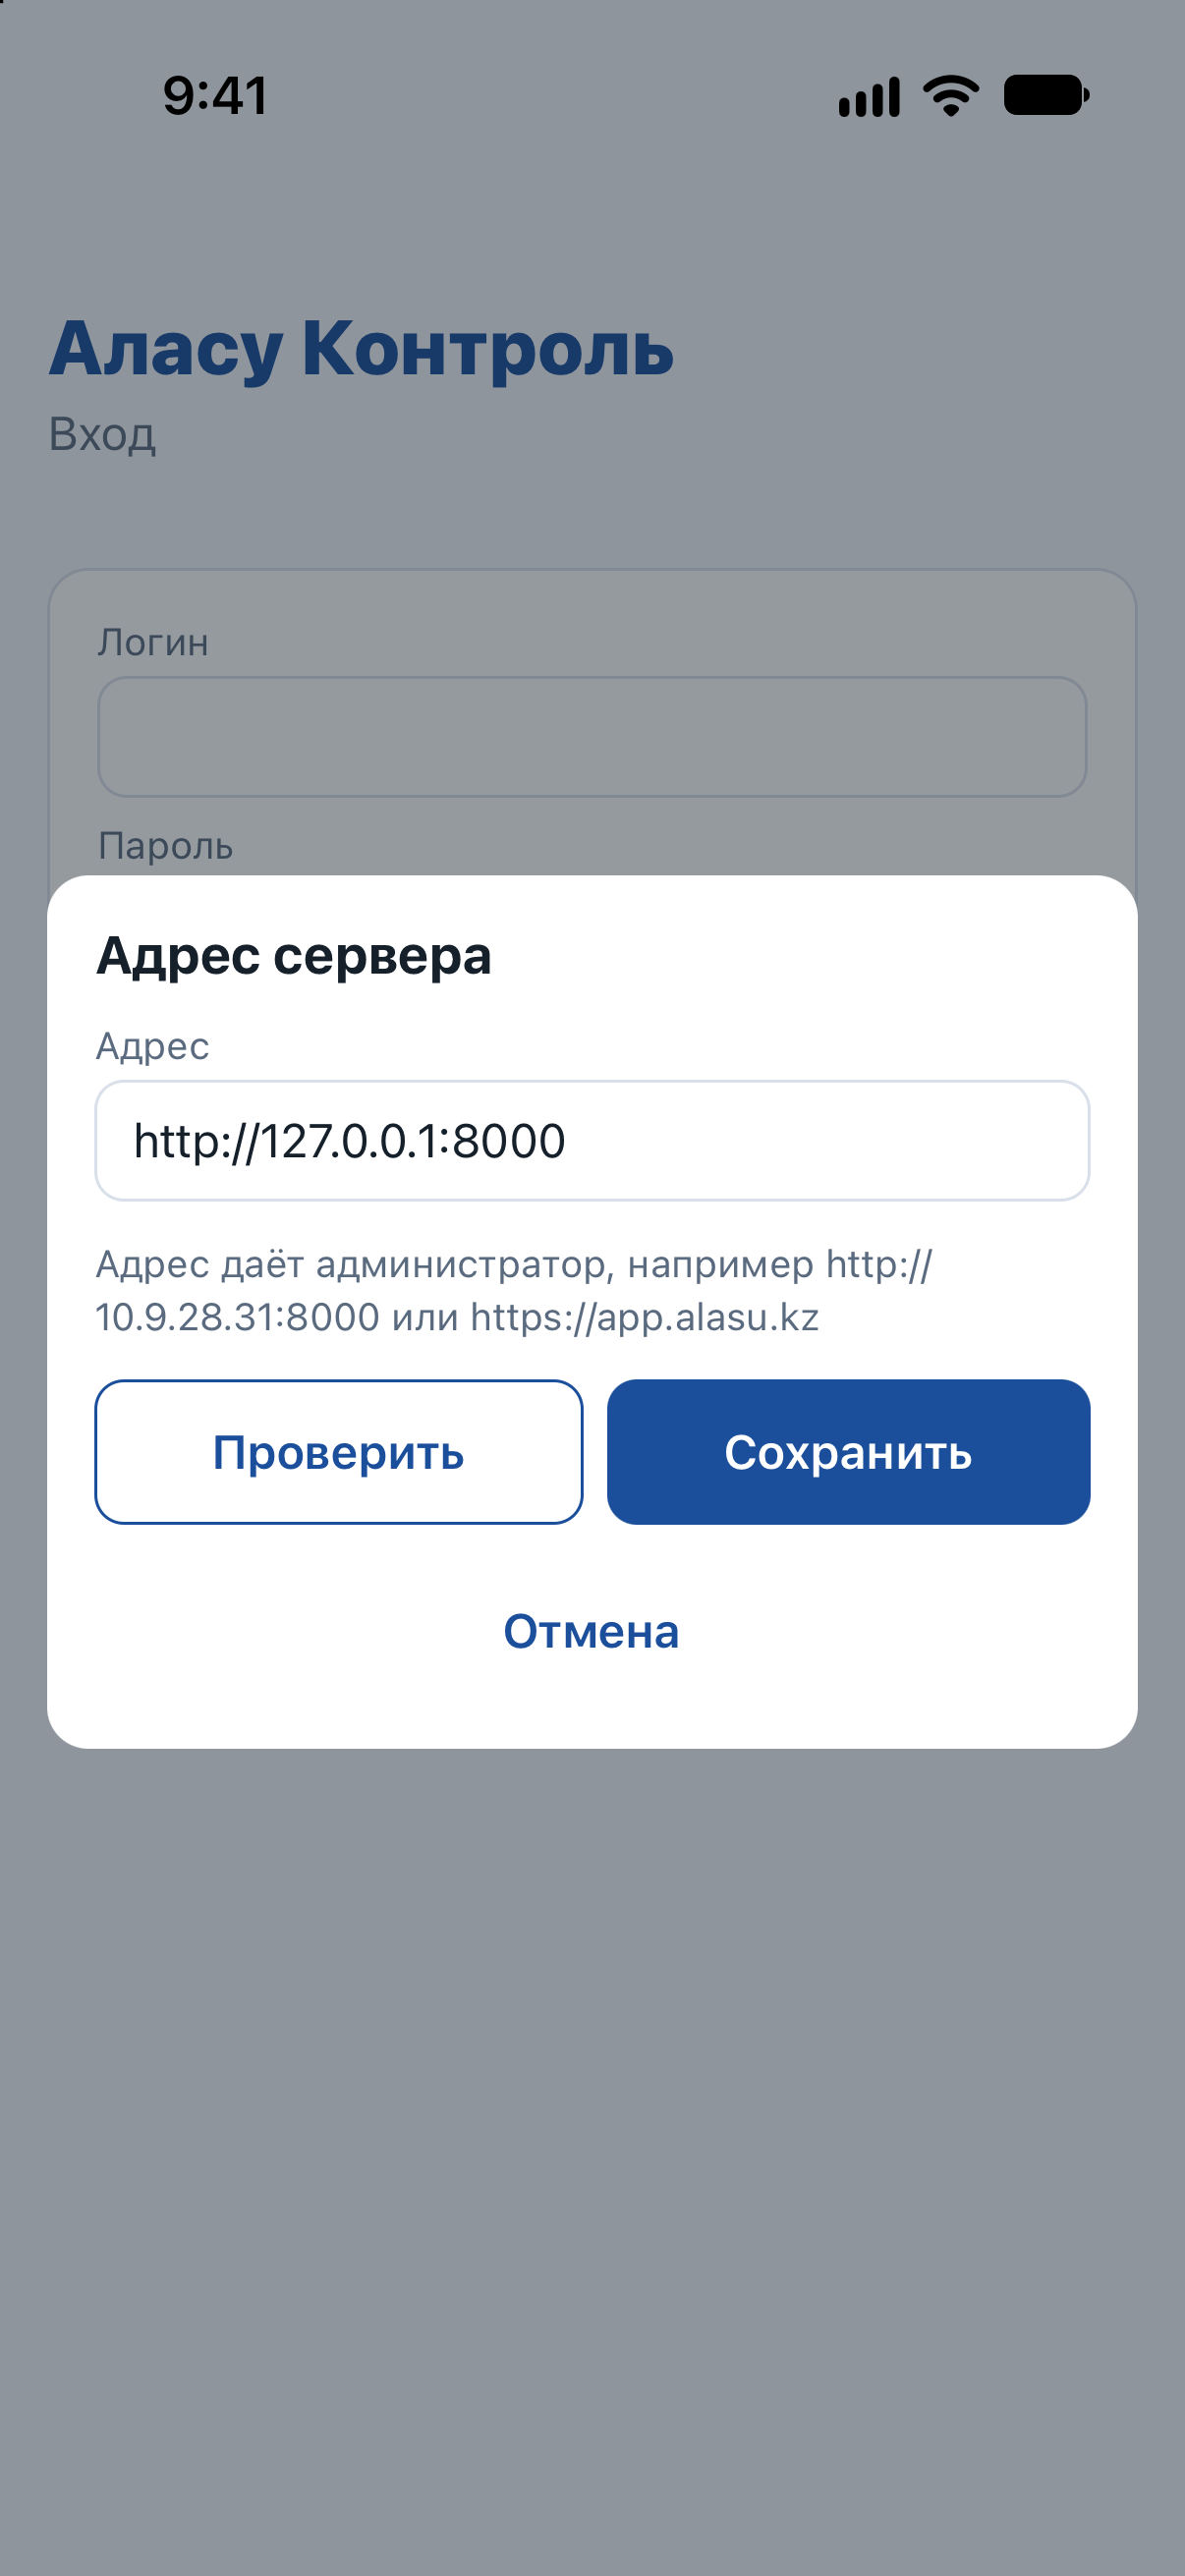 9:41
Аласу Контроль
Вход
Логин
Пароль
Адрес сервера
Адрес
http://127.0.0.1:8000
Адрес даёт администратор, например http://
10.9.28.31:8000 или https://app.alasu.kz
Проверить
Сохранить
Отмена